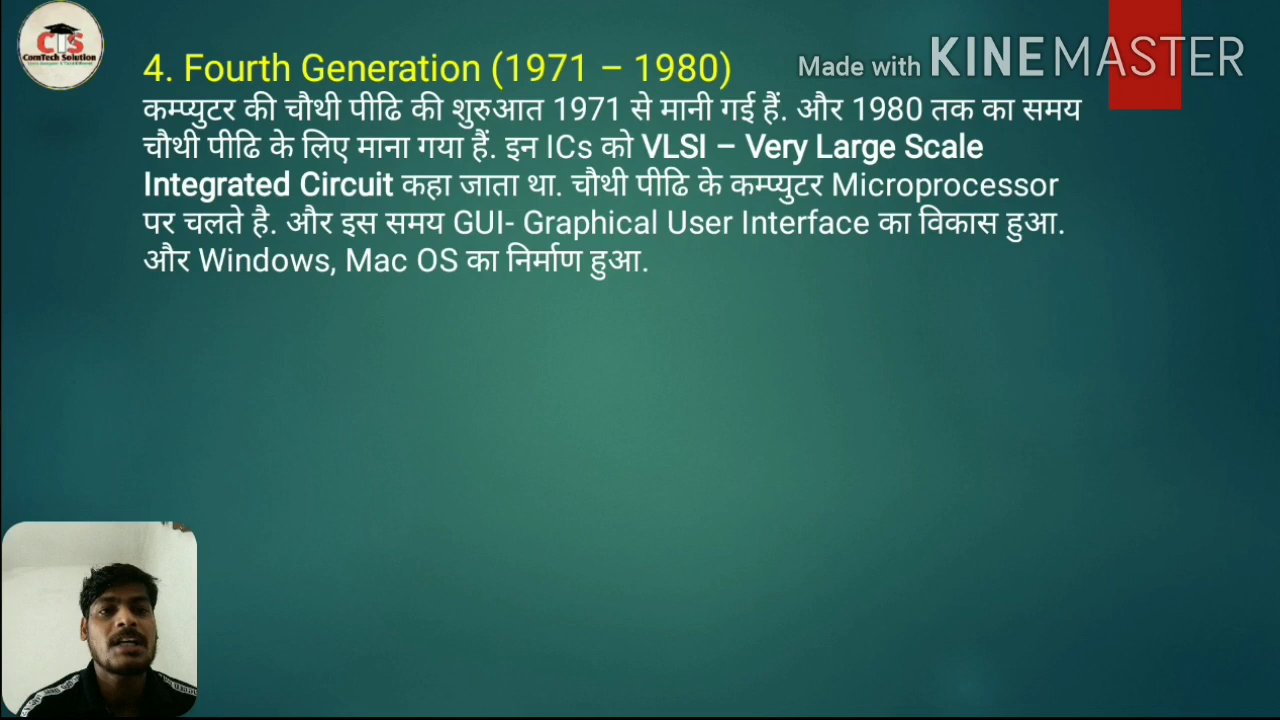 CTS
ComTech Solution
4. Fourth Generation (1971 – 1980)
Made with KINEMASTER
कम्प्युटर की चौथी पीढि की शुरुआत 1971 से मानी गई हैं. और 1980 तक का समय
चौथी पीढि के लिए माना गया हैं. इन ICs को VLSI – Very Large Scale
Integrated Circuit कहा जाता था. चौथी पीढि के कम्प्युटर Microprocessor
पर चलते है. और इस समय GUI- Graphical User Interface का विकास हुआ.
और Windows, Mac OS का निर्माण हुआ.